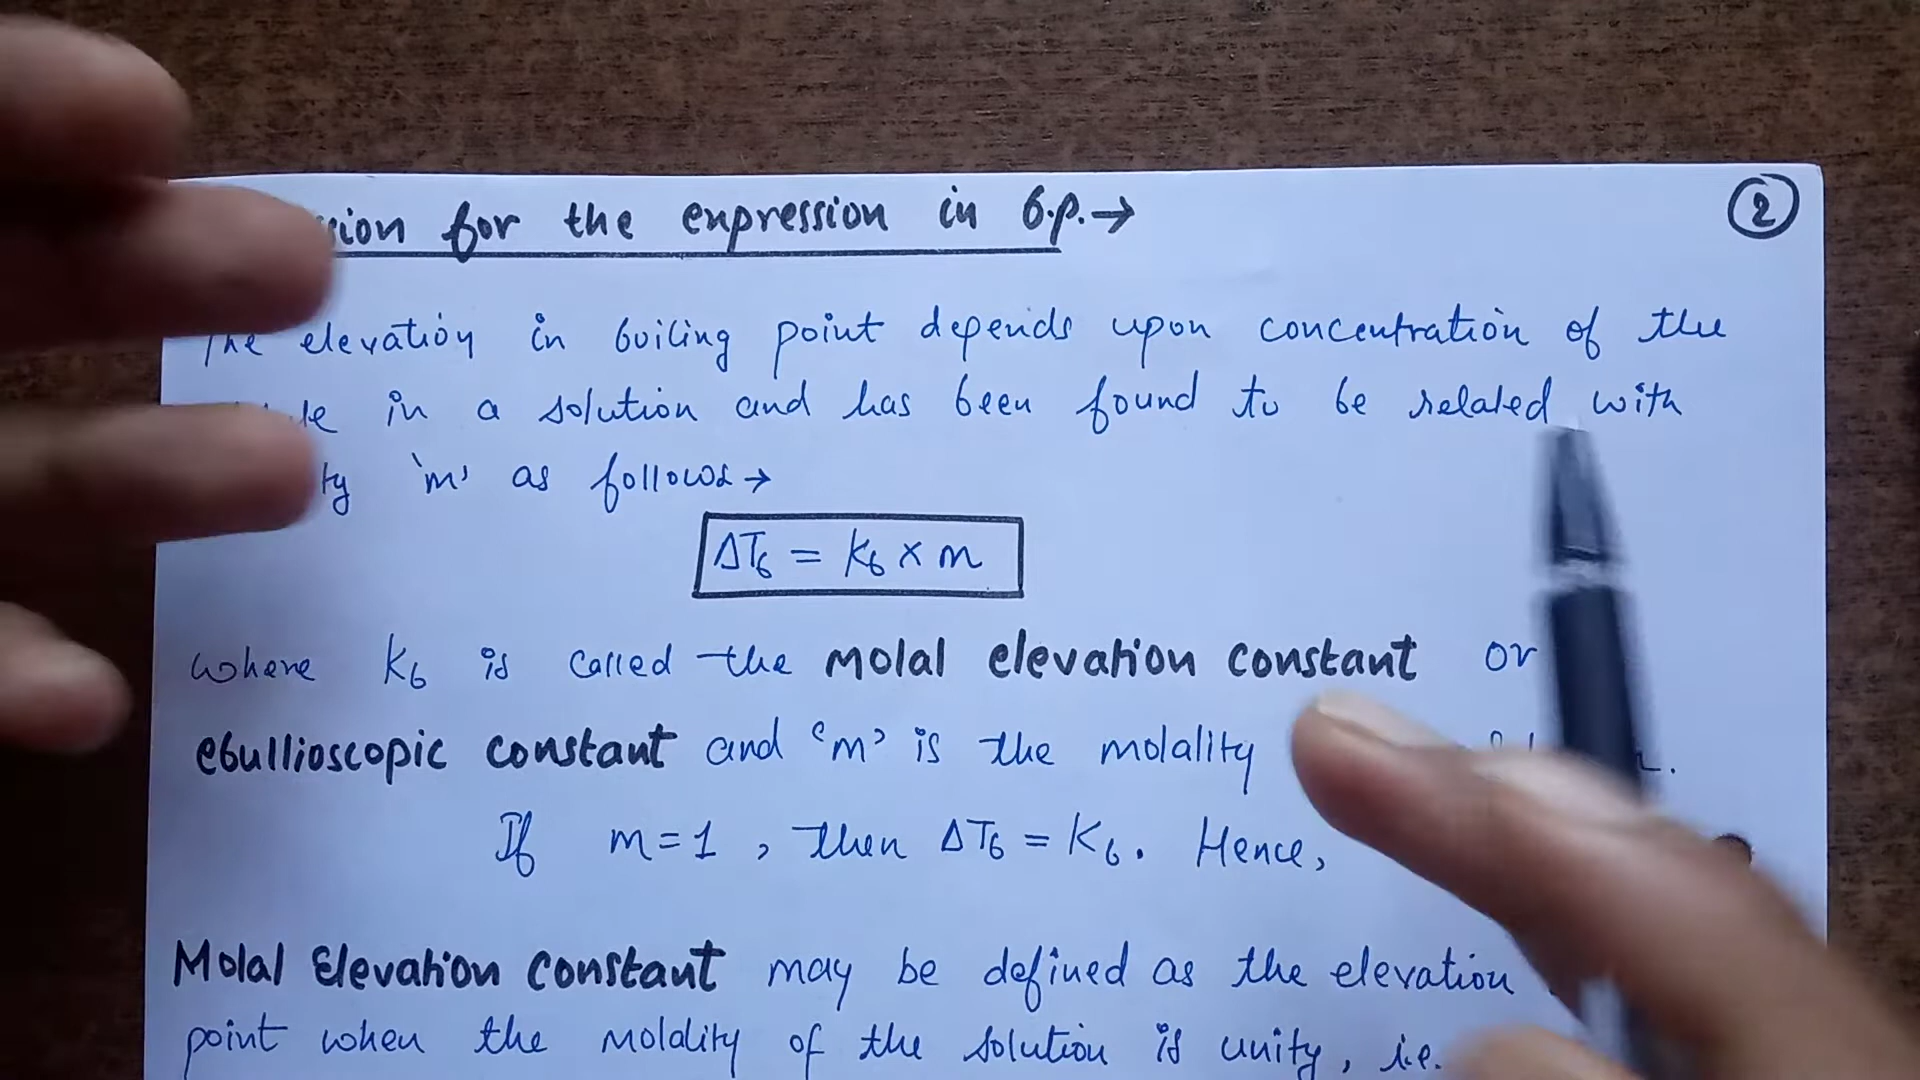 for the expression in b.p.→
2
The elevation in boiling point depends upon concentration of the
in a solution and has been found to be related with
'm' as follows→
ΔTb = Kb × m
where Kb is called the Molal elevation constant or
ebullioscopic constant and 'm' is the molality
If m=1, then ΔTb = Kb. Hence,
Molal Elevation Constant may be defined as the elevation
point when the molality of the solution is unity, i.e.